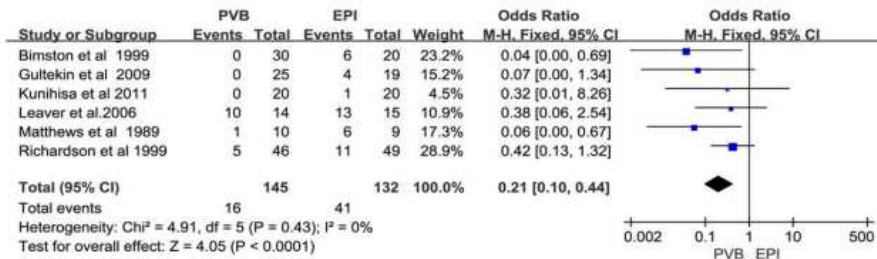 PVB EPI Odds Ratio Odds Ratio
Study or Subgroup Events Total Events Total Weight M-H, Fixed, 95% CI M-H, Fixed, 95% CI
Bimston et al 1999 0 30 6 20 23.2% 0.04 [0.00, 0.69]
Gultekin et al 2009 0 25 4 19 15.2% 0.07 [0.00, 1.34]
Kunihisa et al 2011 0 20 1 20 4.5% 0.32 [0.01, 8.26]
Leaver et al.2006 10 14 13 15 10.9% 0.38 [0.06, 2.54]
Matthews et al 1989 1 10 6 9 17.3% 0.06 [0.00, 0.67]
Richardson et al 1999 5 46 11 49 28.9% 0.42 [0.13, 1.32]
Total (95% CI) 145 132 100.0% 0.21 [0.10, 0.44]
Total events 16 41
Heterogeneity: Chi² = 4.91, df = 5 (P = 0.43); I² = 0%
Test for overall effect: Z = 4.05 (P < 0.0001)
0.002 0.1 1 10 500
PVB EPI